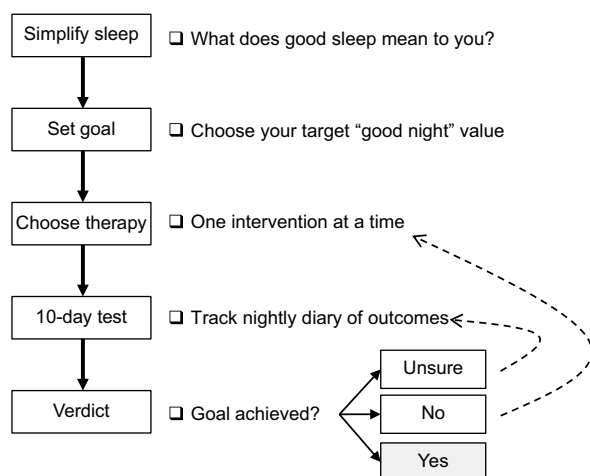 Simplify sleep
❑ What does good sleep mean to you?
Set goal
❑ Choose your target “good night” value
Choose therapy
❑ One intervention at a time
10-day test
❑ Track nightly diary of outcomes
Verdict
❑ Goal achieved?
Unsure
No
Yes